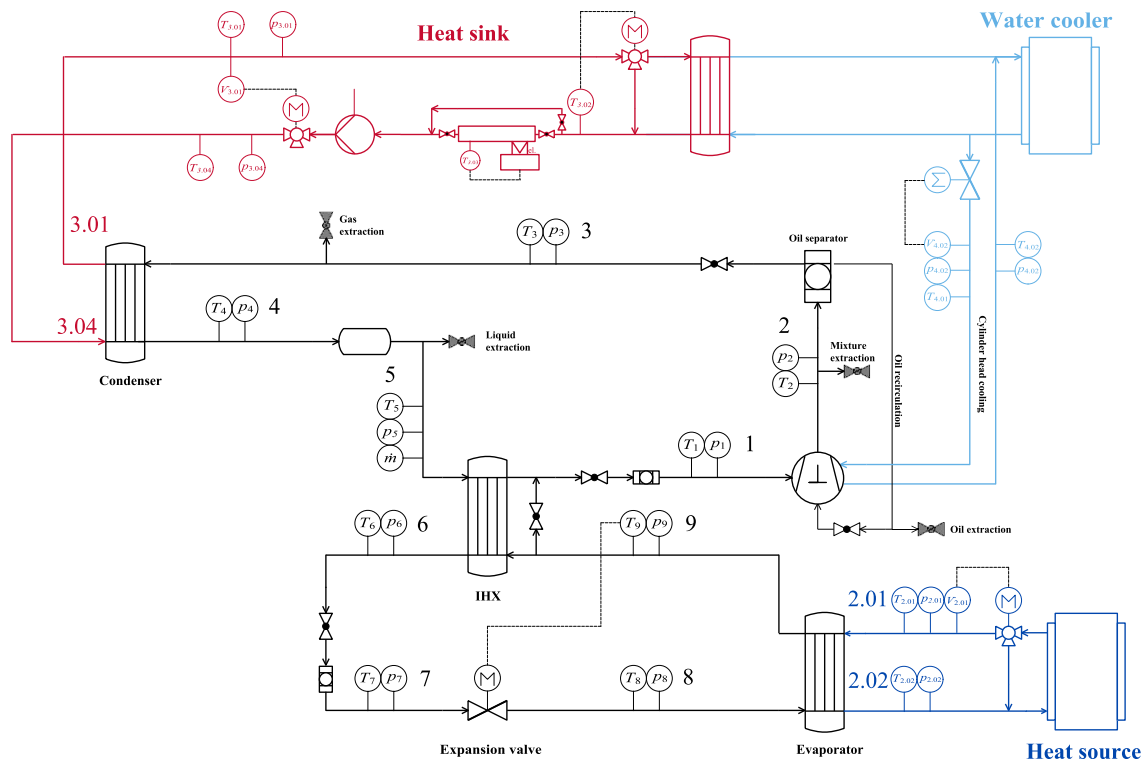 Heat sink
Water cooler
T3.01
p3.01
M
V3.01
M
T3.02
el.
T3.04
p3.04
Σ
3.01
Gas
extraction
T3
p3
3
Oil separator
V4.02
p4.02
T4.01
T4.02
p4.02
3.04
T4
p4
4
Liquid
extraction
2
p2
T2
Mixture
extraction
Oil recirculation
Cylinder head cooling
Condenser
5
T5
p5
ṁ
T1
p1
1
T6
p6
6
T9
p9
9
Oil extraction
IHX
2.01
T2.01
p2.01
V2.01
M
T7
p7
7
M
T8
p8
8
2.02
T2.02
p2.02
Expansion valve
Evaporator
Heat source